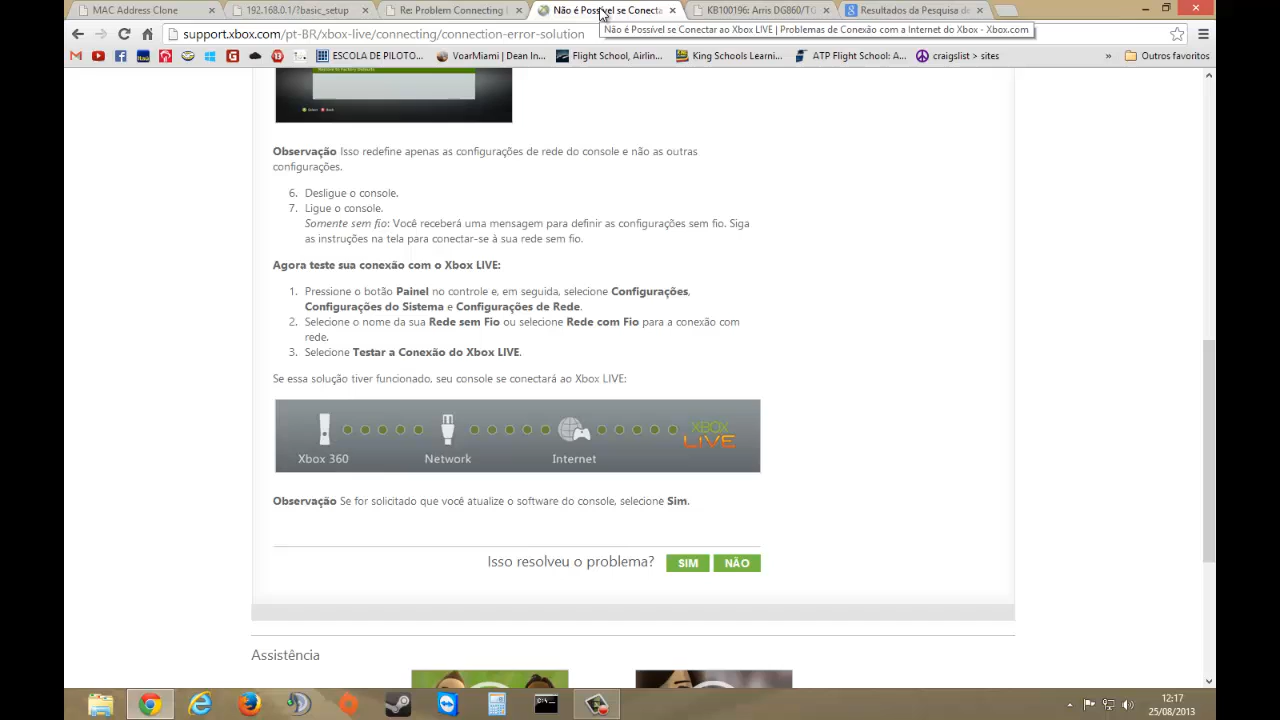 MAC Address Clone
192.168.0.1/?basic_setup
Re: Problem Connecting
Não é Possível se Conecta
KB100196: Arris DG860/TG
Resultados da Pesquisa de
support.xbox.com/pt-BR/xbox-live/connecting/connection-error-solution
Não é Possível se Conectar ao Xbox LIVE | Problemas de Conexão com a Internet do Xbox - Xbox.com
ESCOLA DE PILOTO...
VoarMiami | Dean In...
Flight School, Airlin...
King Schools Learni...
ATP Flight School: A...
craigslist > sites
»
Outros favoritos
Observação Isso redefine apenas as configurações de rede do console e não as outras
configurações.
6. Desligue o console.
7. Ligue o console.
Somente sem fio: Você receberá uma mensagem para definir as configurações sem fio. Siga
as instruções na tela para conectar-se à sua rede sem fio.
Agora teste sua conexão com o Xbox LIVE:
1. Pressione o botão Painel no controle e, em seguida, selecione Configurações,
Configurações do Sistema e Configurações de Rede.
2. Selecione o nome da sua Rede sem Fio ou selecione Rede com Fio para a conexão com
rede.
3. Selecione Testar a Conexão do Xbox LIVE.
Se essa solução tiver funcionado, seu console se conectará ao Xbox LIVE:
XBOX
LIVE
Xbox 360
Network
Internet
Observação Se for solicitado que você atualize o software do console, selecione Sim.
Isso resolveu o problema?
SIM
NÃO
Assistência
12:17
25/08/2013